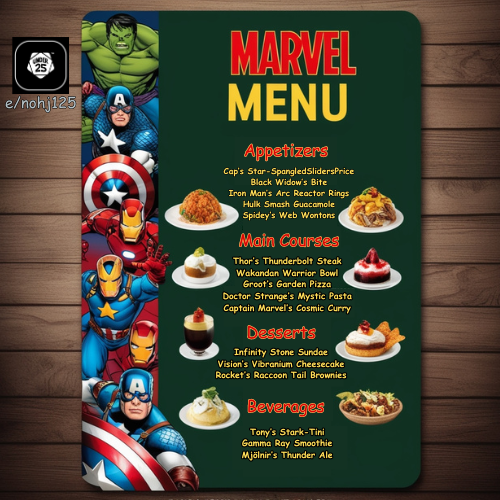 UNDER
25
e/nohj125
MARVEL
MENU
Appetizers
Cap's Star-SpangledSlidersPrice
Black Widow's Bite
Iron Man's Arc Reactor Rings
Hulk Smash Guacamole
Spidey's Web Wontons
Main Courses
Thor's Thunderbolt Steak
Wakandan Warrior Bowl
Groot's Garden Pizza
Doctor Strange's Mystic Pasta
Captain Marvel's Cosmic Curry
Desserts
Infinity Stone Sundae
Vision's Vibranium Cheesecake
Rocket's Raccoon Tail Brownies
Beverages
Tony's Stark-Tini
Gamma Ray Smoothie
Mjölnir's Thunder Ale